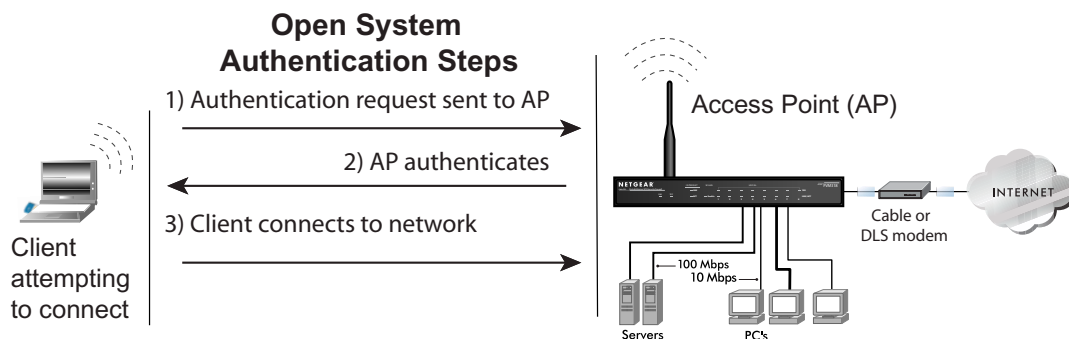 Open System
Authentication Steps
1) Authentication request sent to AP
2) AP authenticates
3) Client connects to network
Client
attempting
to connect
Access Point (AP)
NETGEAR
INTERNET
Cable or
DLS modem
100 Mbps
10 Mbps
Servers
PC's